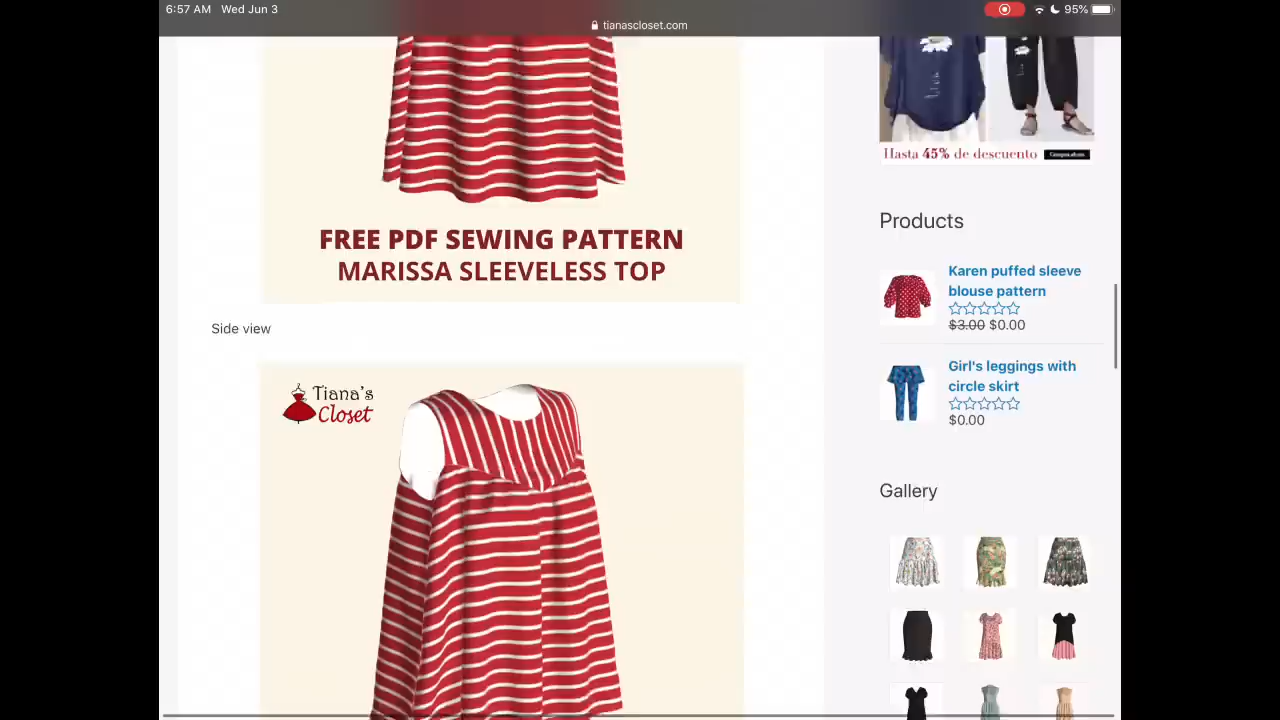 6:57 AM Wed Jun 3
95%
tianascloset.com
Hasta 45% de descuento
FREE PDF SEWING PATTERN
MARISSA SLEEVELESS TOP
Side view
Tiana's
Closet
Products
Karen puffed sleeve
blouse pattern
$3.00 $0.00
Girl's leggings with
circle skirt
$0.00
Gallery